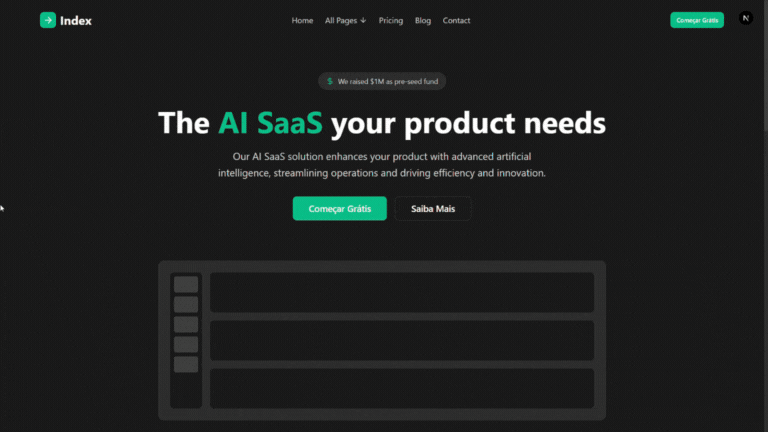 Index
Home
All Pages ↓
Pricing
Blog
Contact
Começar Grátis
N
$ We raised $1M as pre-seed fund
The AI SaaS your product needs
Our AI SaaS solution enhances your product with advanced artificial
intelligence, streamlining operations and driving efficiency and innovation.
Começar Grátis
Saiba Mais